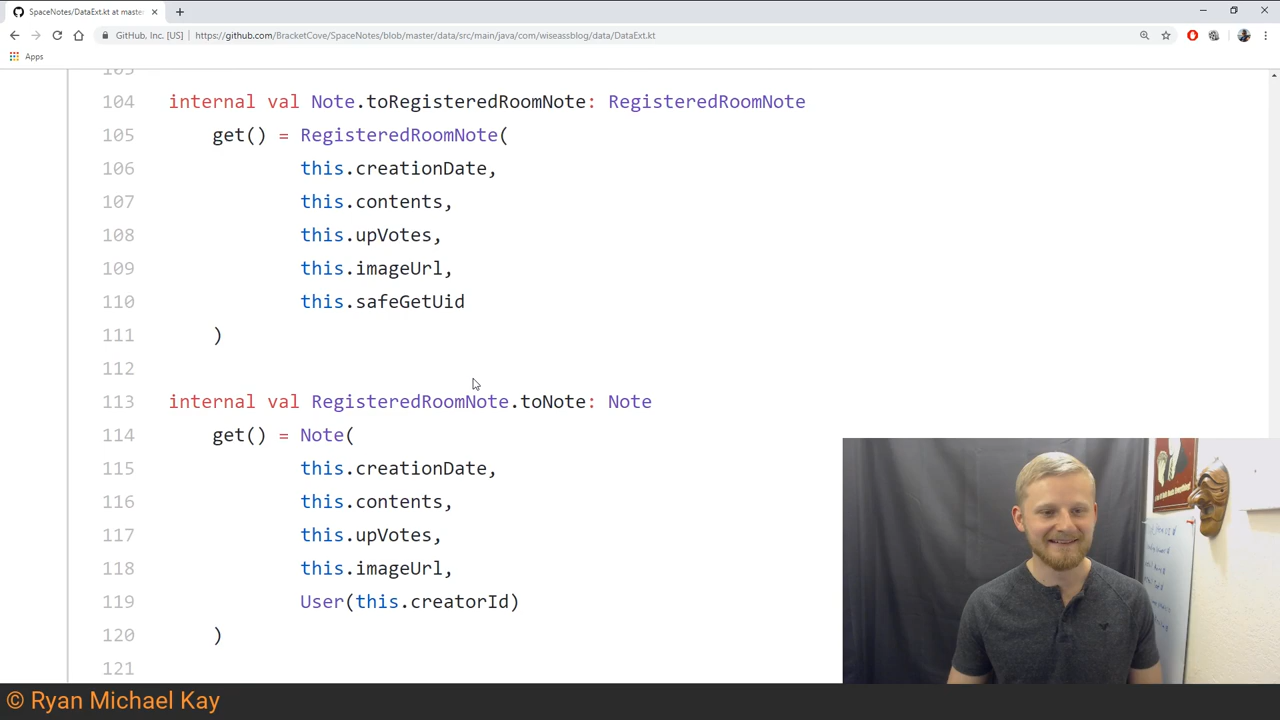 SpaceNotes/DataExt.kt at master
GitHub, Inc. [US]
https://github.com/BracketCove/SpaceNotes/blob/master/data/src/main/java/com/wiseassblog/data/DataExt.kt
Apps
103
104 internal val Note.toRegisteredRoomNote: RegisteredRoomNote
105 get() = RegisteredRoomNote(
106 this.creationDate,
107 this.contents,
108 this.upVotes,
109 this.imageUrl,
110 this.safeGetUid
111 )
112
113 internal val RegisteredRoomNote.toNote: Note
114 get() = Note(
115 this.creationDate,
116 this.contents,
117 this.upVotes,
118 this.imageUrl,
119 User(this.creatorId)
120 )
121
© Ryan Michael Kay